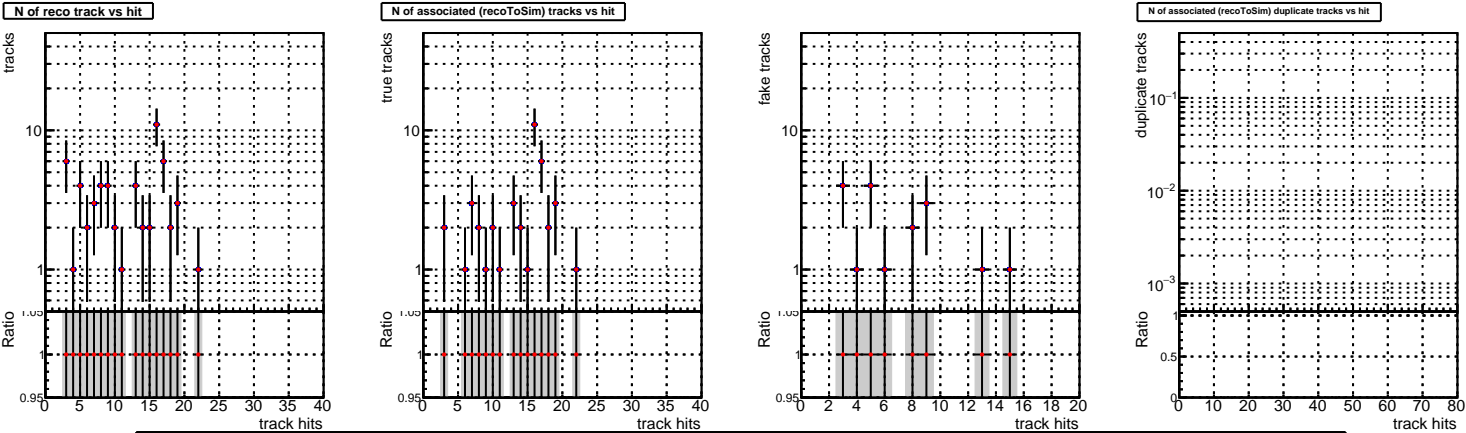 N of reco track vs hit
tracks
10
1
1.05
Ratio
1
0.95
0 5 10 15 20 25 30 35 40
track hits
N of associated (recoToSim) tracks vs hit
true tracks
10
1
1.05
Ratio
1
0.95
0 5 10 15 20 25 30 35 40
track hits
fake tracks
10
1
1.05
Ratio
1
0.95
0 2 4 6 8 10 12 14 16 18 20
track hits
N of associated (recoToSim) duplicate tracks vs hit
duplicate tracks
10⁻¹
10⁻²
10⁻³
Ratio
1
0.5
0
0 10 20 30 40 50 60 70 80
track hits